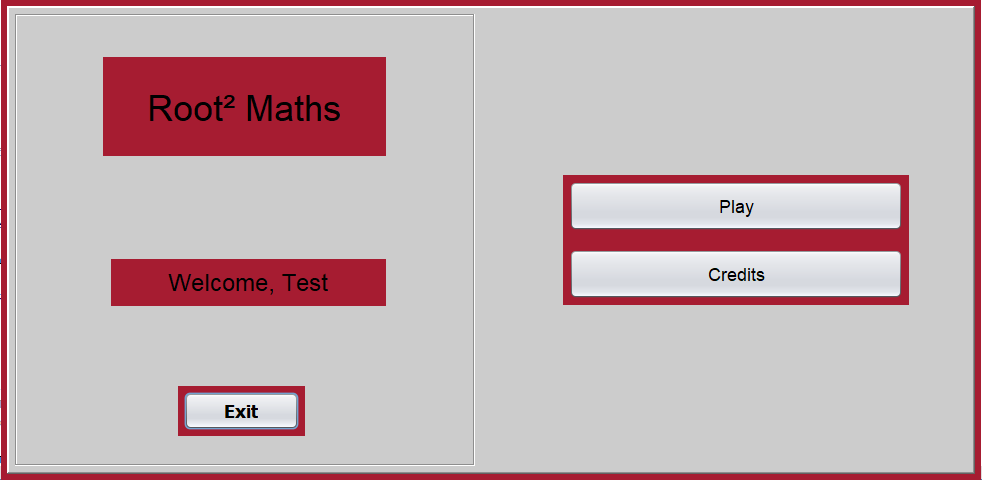 Root² Maths
Welcome, Test
Exit
Play
Credits